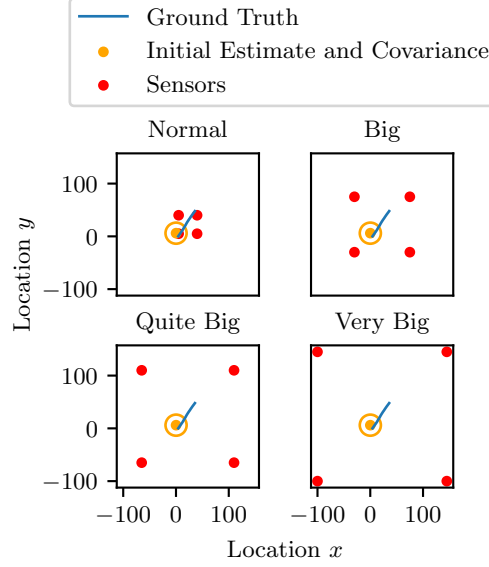 Ground Truth
Initial Estimate and Covariance
Sensors
Normal
Big
100
0
−100
Location y
Quite Big
Very Big
100
0
−100
−100 0 100
−100 0 100
Location x